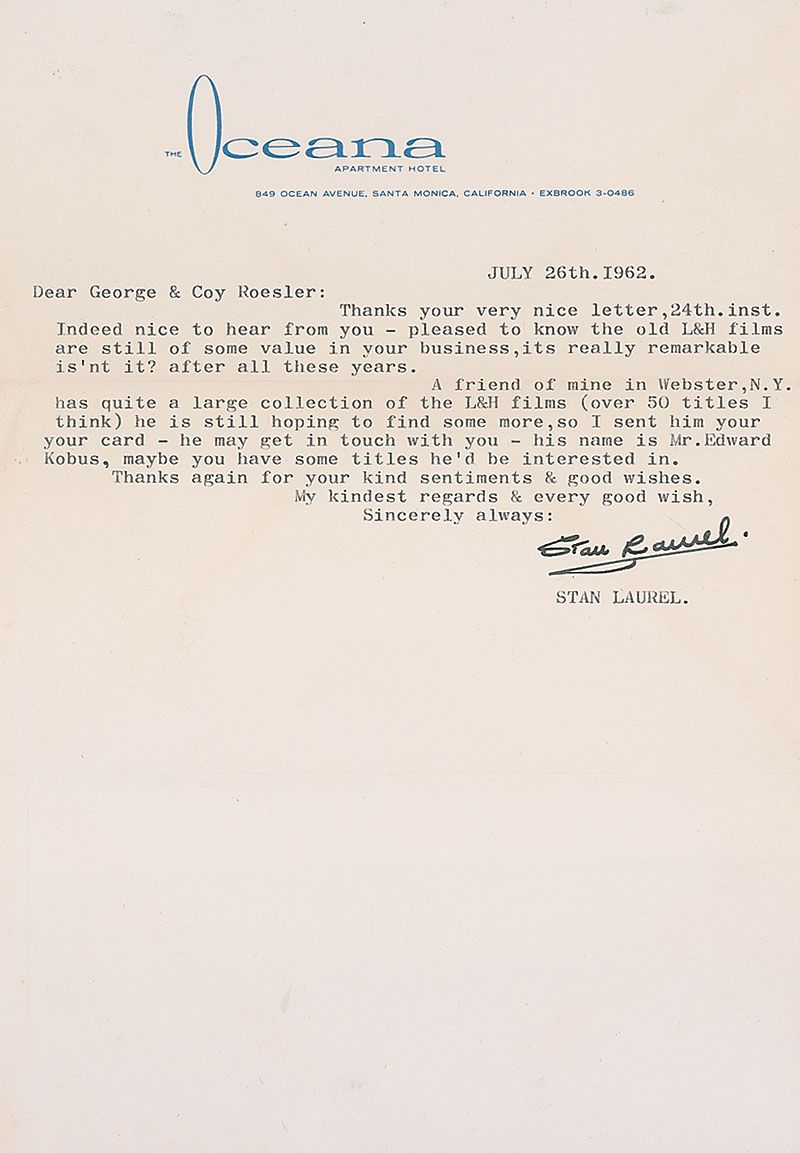 THE Oceana
APARTMENT HOTEL
849 OCEAN AVENUE, SANTA MONICA, CALIFORNIA · EXBROOK 3-0486
JULY 26th.I962.
Dear George & Coy Roesler:
Thanks your very nice letter,24th.inst.
Indeed nice to hear from you - pleased to know the old L&H films
are still of some value in your business,its really remarkable
is'nt it? after all these years.
A friend of mine in Webster,N.Y.
has quite a large collection of the L&H films (over 50 titles I
think) he is still hoping to find some more,so I sent him your
your card - he may get in touch with you - his name is Mr.Edward
Kobus, maybe you have some titles he'd be interested in.
Thanks again for your kind sentiments & good wishes.
My kindest regards & every good wish,
Sincerely always:
Stan Laurel.
STAN LAUREL.